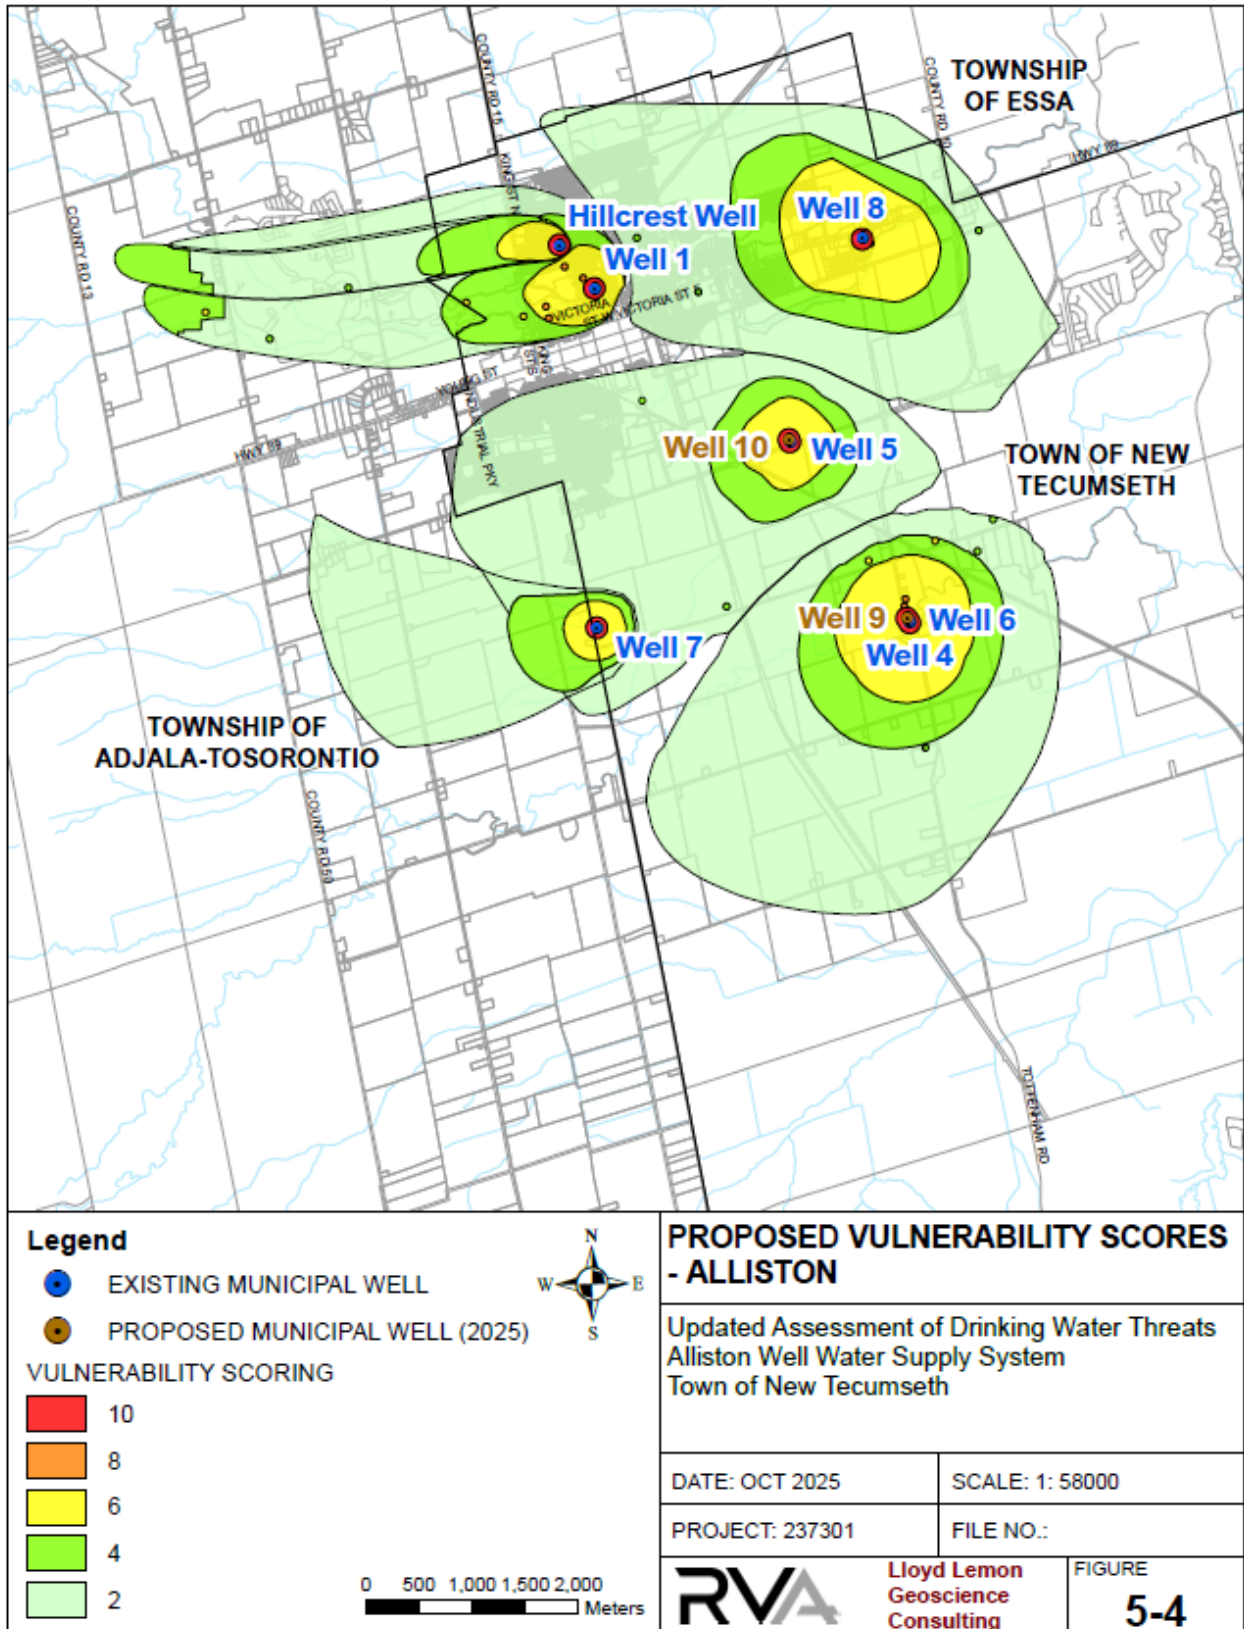 COUNTY RD 15
TOWNSHIP
OF ESSA
COUNTY RD 10
HWY 89
KING ST N
COUNTY RD 13
Hillcrest Well
Well 8
Well 1
VICTORIA
ST W
VICTORIA ST E
KING
ST S
YOUNG ST
INDUSTRIAL PKY
HWY 89
Well 10
Well 5
TOWN OF NEW
TECUMSETH
Well 9
Well 6
Well 4
Well 7
TOWNSHIP OF
ADJALA-TOSORONTIO
COUNTY RD 50
TOTTENHAM RD
Legend
EXISTING MUNICIPAL WELL
PROPOSED MUNICIPAL WELL (2025)
VULNERABILITY SCORING
10
8
6
4
2
N
W E
S
0 500 1,000 1,500 2,000
Meters
PROPOSED VULNERABILITY SCORES
- ALLISTON
Updated Assessment of Drinking Water Threats
Alliston Well Water Supply System
Town of New Tecumseth
DATE: OCT 2025
SCALE: 1: 58000
PROJECT: 237301
FILE NO.:
RVA
Lloyd Lemon
Geoscience
Consulting
FIGURE
5-4